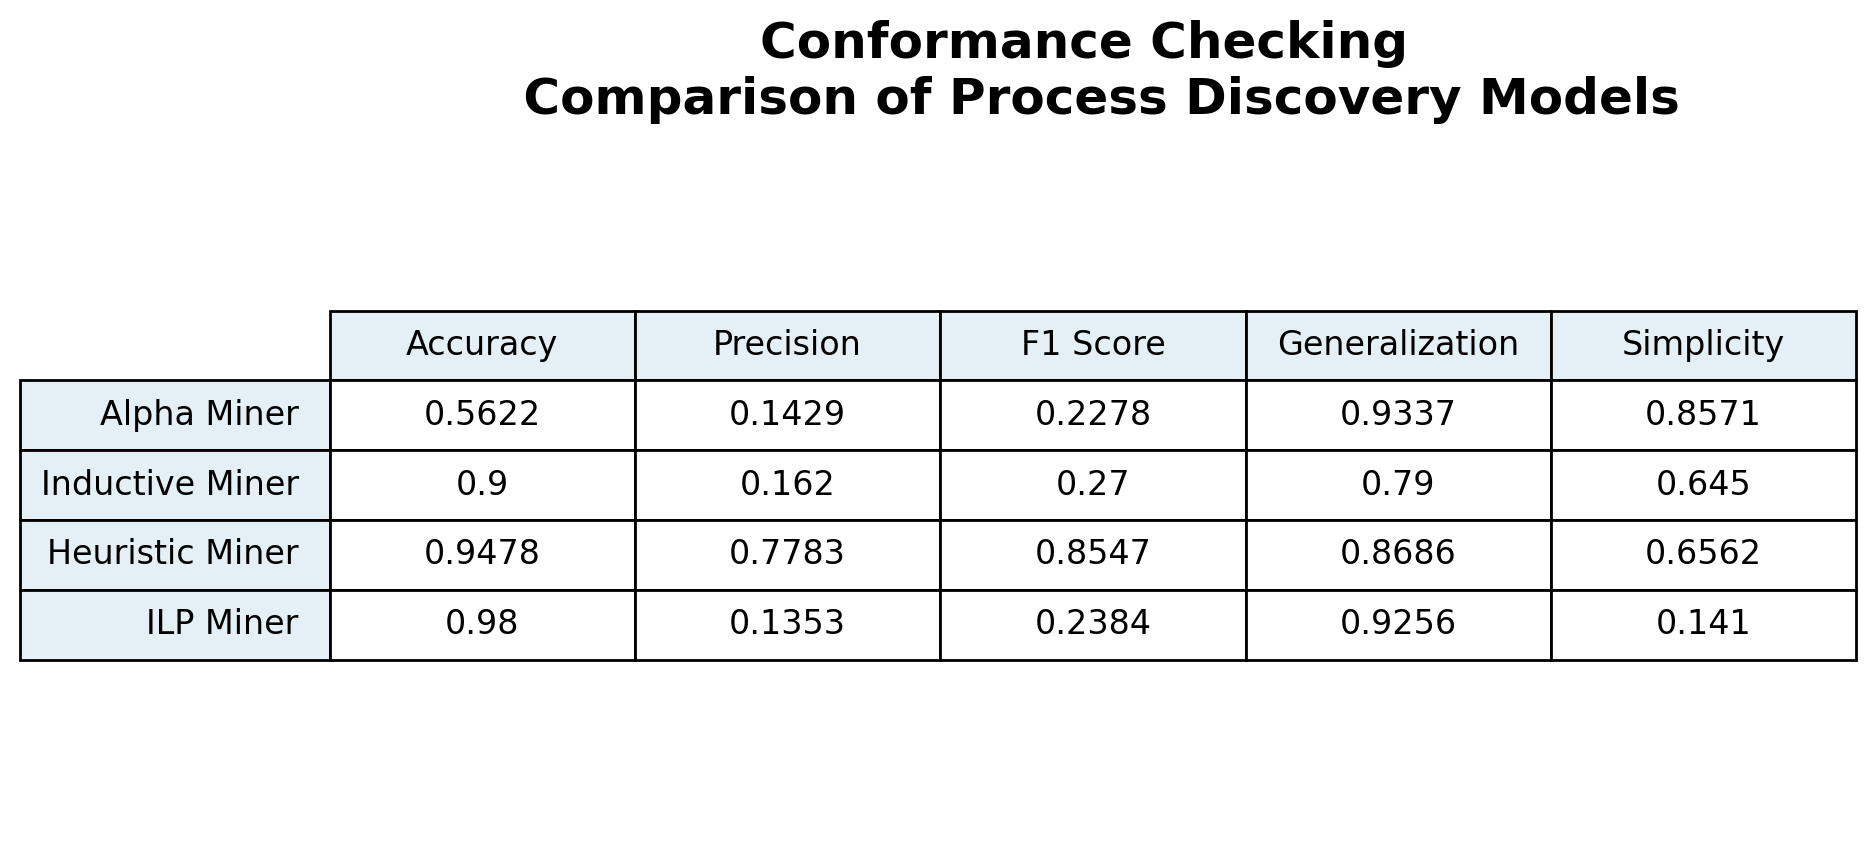 Conformance Checking
Comparison of Process Discovery Models
Accuracy Precision F1 Score Generalization Simplicity
Alpha Miner 0.5622 0.1429 0.2278 0.9337 0.8571
Inductive Miner 0.9 0.162 0.27 0.79 0.645
Heuristic Miner 0.9478 0.7783 0.8547 0.8686 0.6562
ILP Miner 0.98 0.1353 0.2384 0.9256 0.141